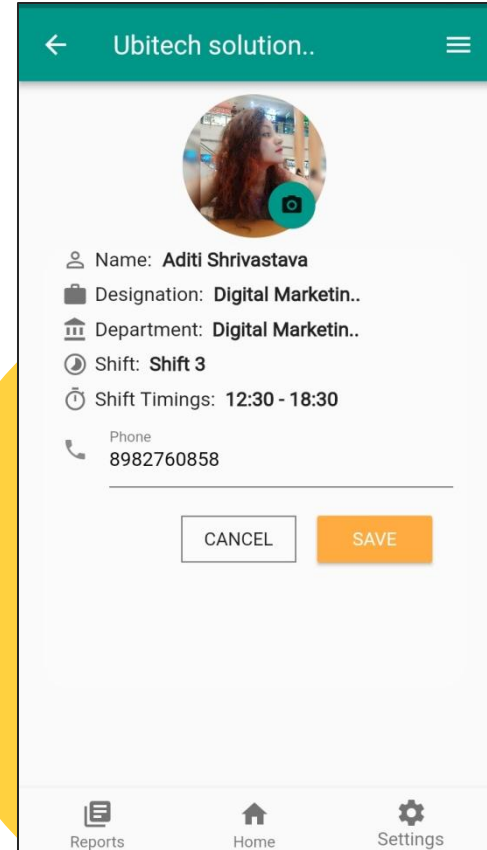 Ubitech solution..
Name: Aditi Shrivastava
Designation: Digital Marketin..
Department: Digital Marketin..
Shift: Shift 3
Shift Timings: 12:30 - 18:30
Phone
8982760858
CANCEL SAVE
Reports Home Settings